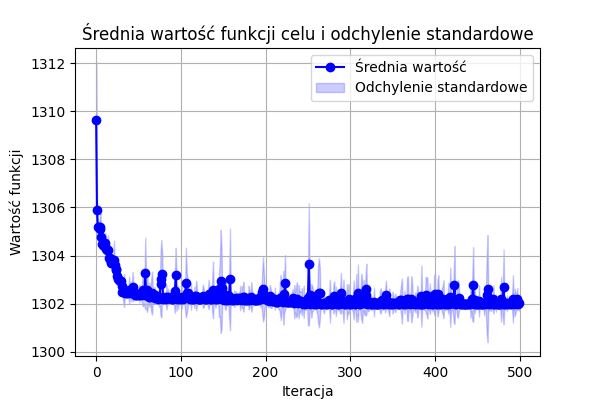 Średnia wartość funkcji celu i odchylenie standardowe
Średnia wartość
Odchylenie standardowe
Wartość funkcji
1312
1310
1308
1306
1304
1302
1300
0 100 200 300 400 500
Iteracja